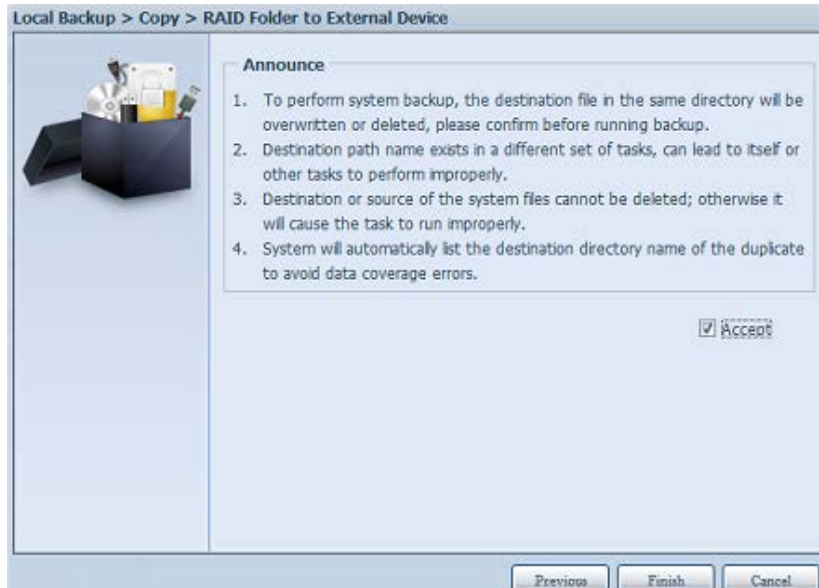 Local Backup > Copy > RAID Folder to External Device
Announce
1. To perform system backup, the destination file in the same directory will be
overwritten or deleted, please confirm before running backup.
2. Destination path name exists in a different set of tasks, can lead to itself or
other tasks to perform improperly.
3. Destination or source of the system files cannot be deleted; otherwise it
will cause the task to run improperly.
4. System will automatically list the destination directory name of the duplicate
to avoid data coverage errors.
Accept
Previous Finish Cancel